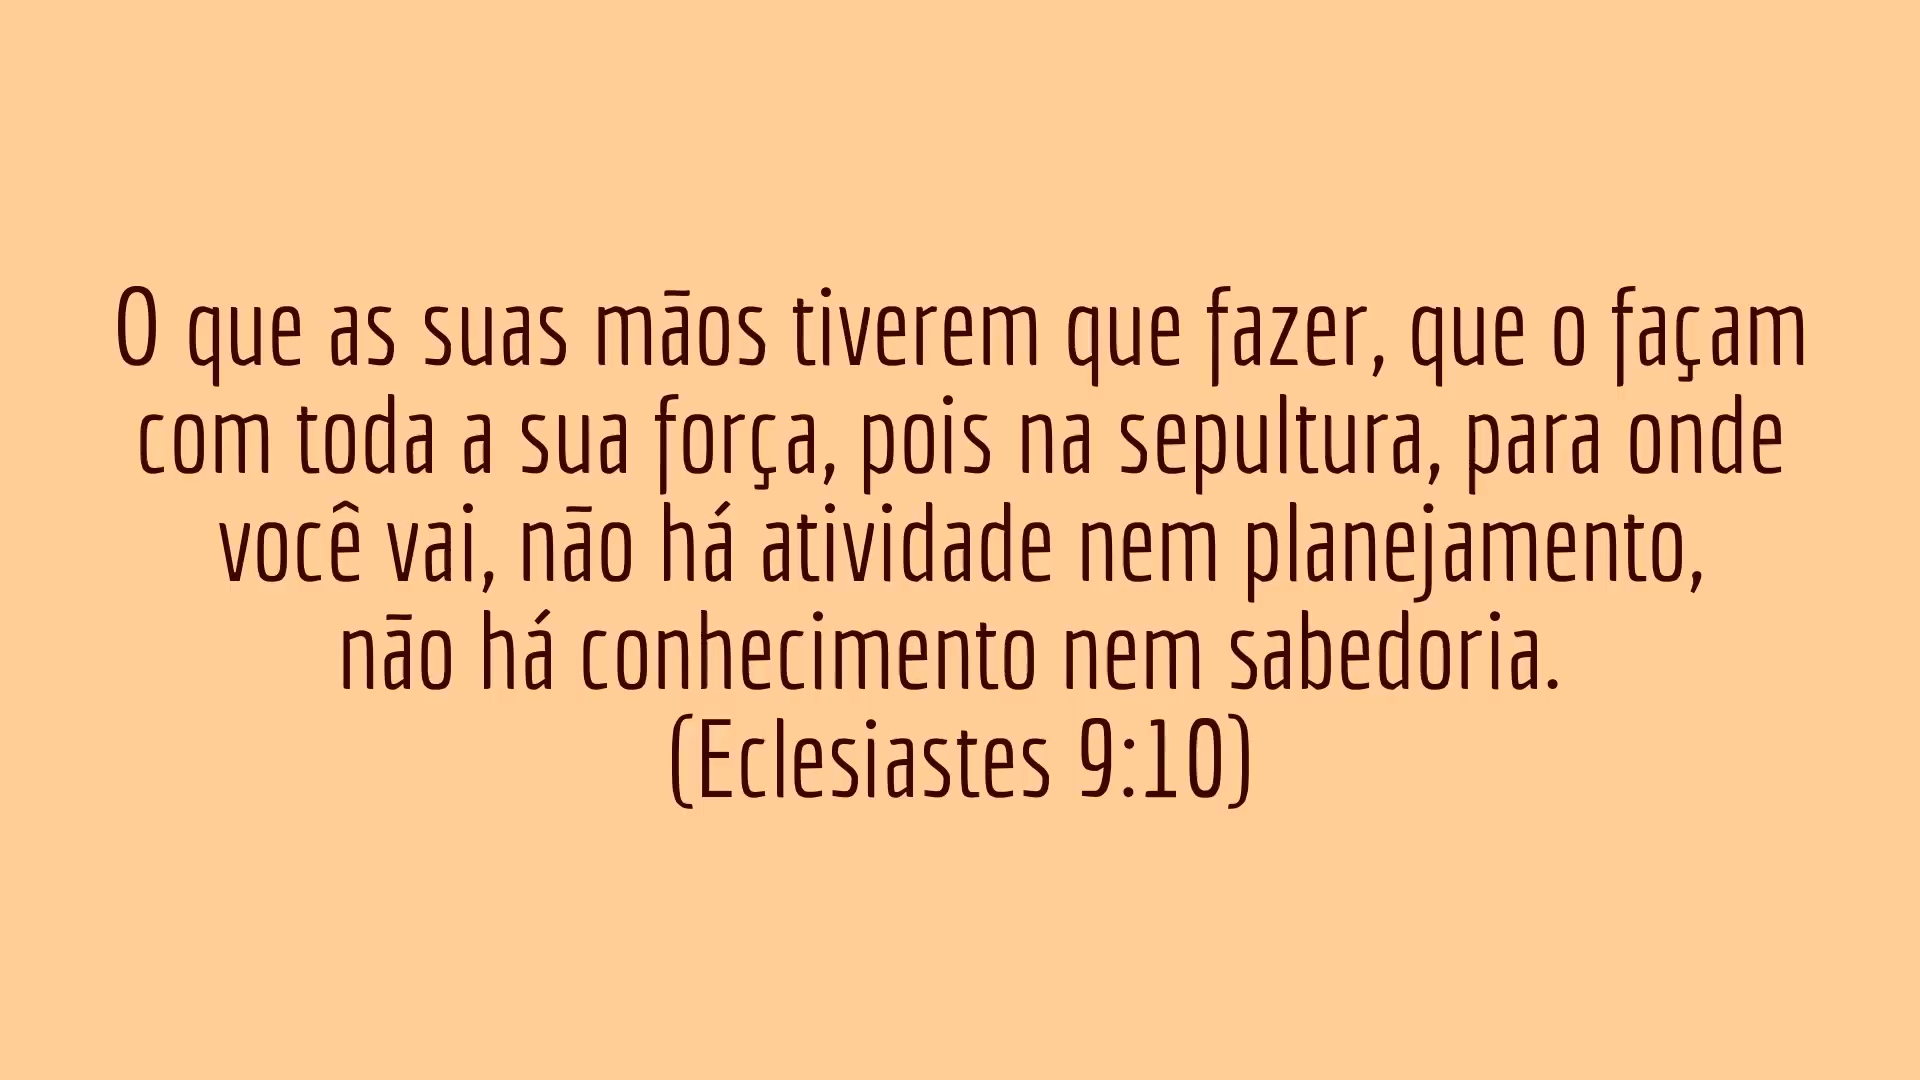 O que as suas mãos tiverem que fazer, que o façam
com toda a sua força, pois na sepultura, para onde
você vai, não há atividade nem planejamento,
não há conhecimento nem sabedoria.
(Eclesiastes 9:10)